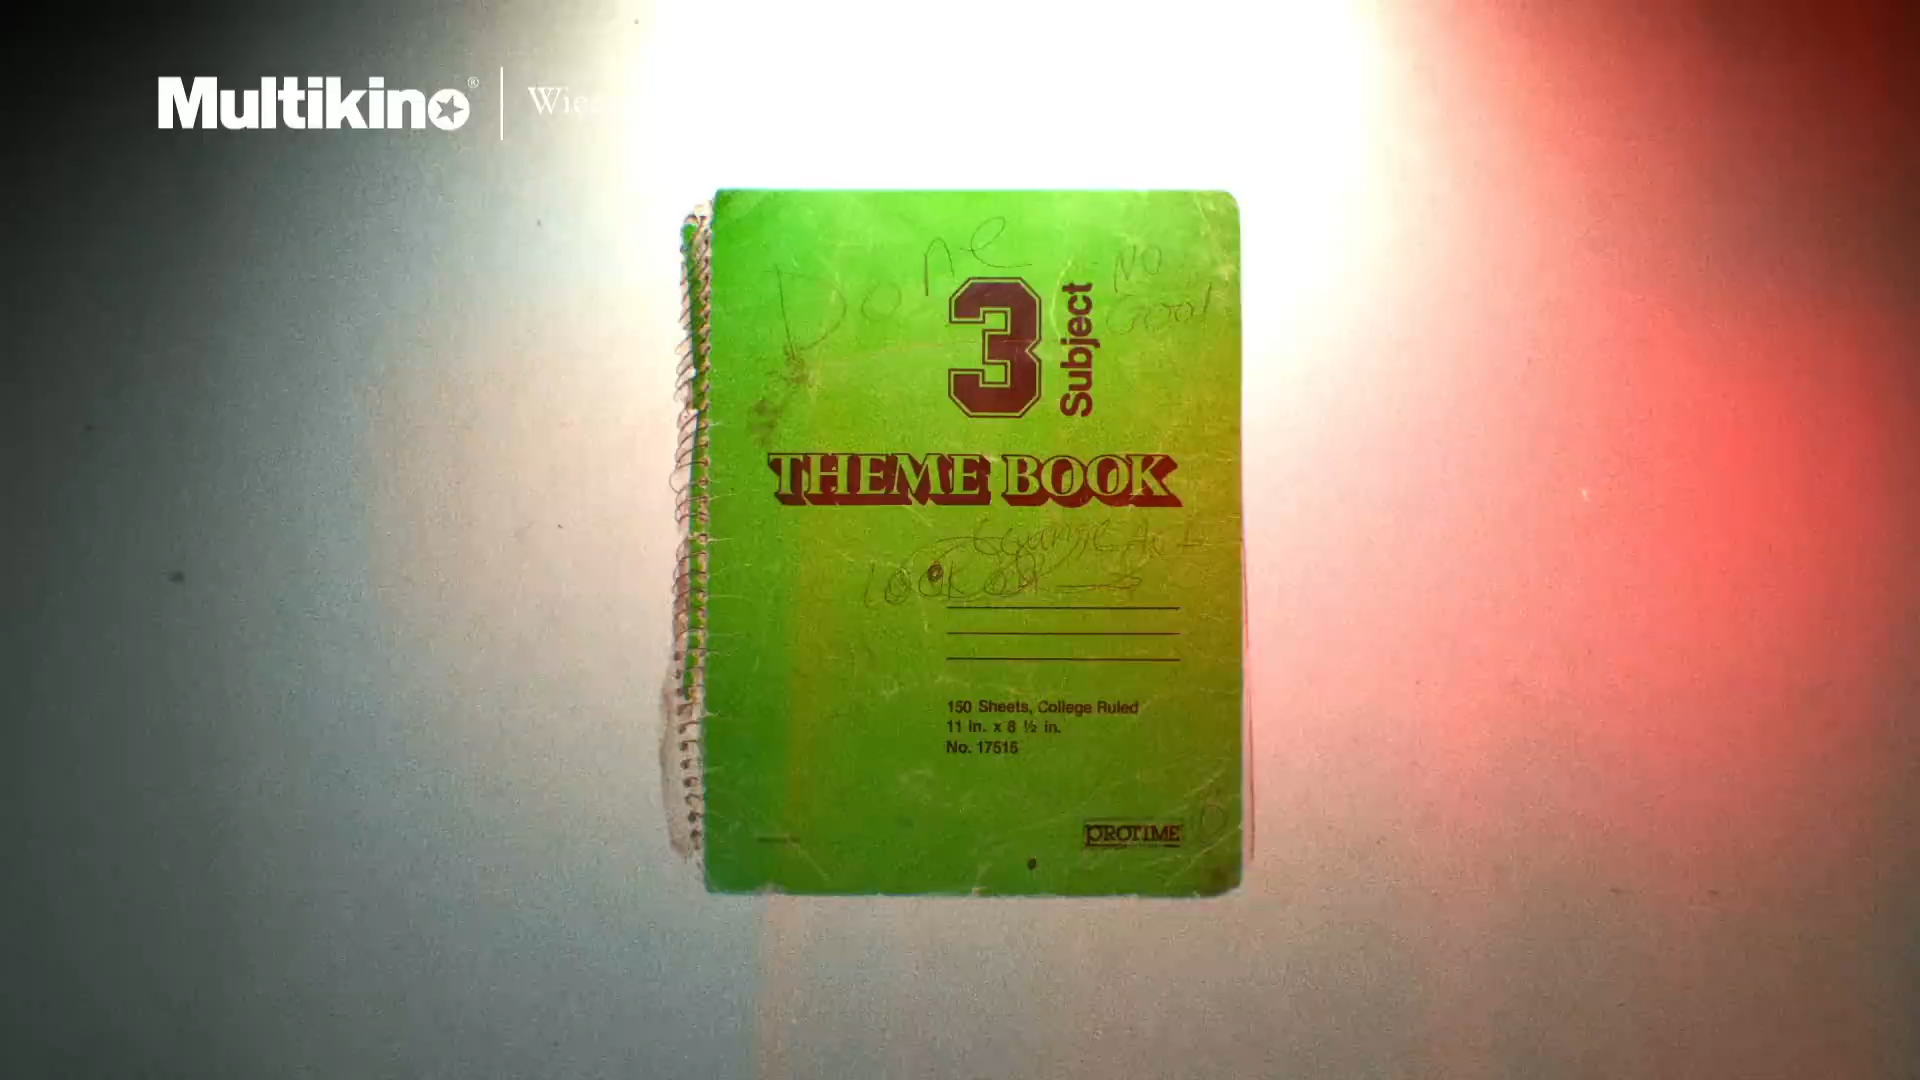 Multikino®
Done
No
Good
3
Subject
THEME BOOK
150 Sheets, College Ruled
11 in. x 8 ½ in.
No. 17515
PROTIME